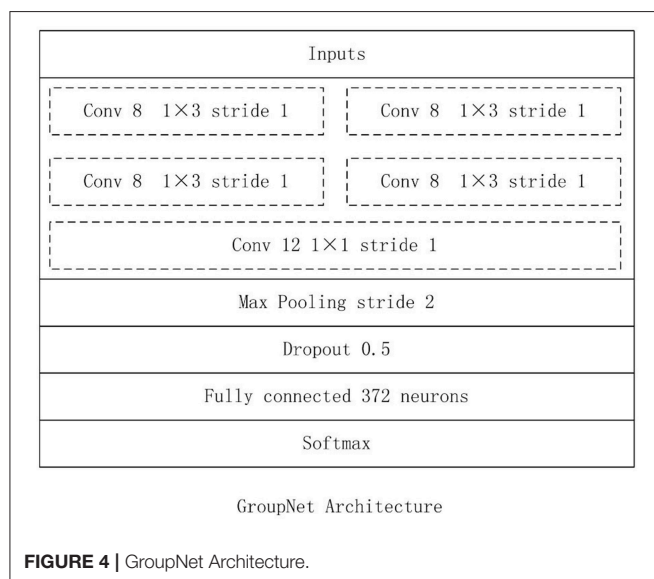 Inputs
Conv 8 1×3 stride 1 Conv 8 1×3 stride 1
Conv 8 1×3 stride 1 Conv 8 1×3 stride 1
Conv 12 1×1 stride 1
Max Pooling stride 2
Dropout 0.5
Fully connected 372 neurons
Softmax
GroupNet Architecture
FIGURE 4 | GroupNet Architecture.